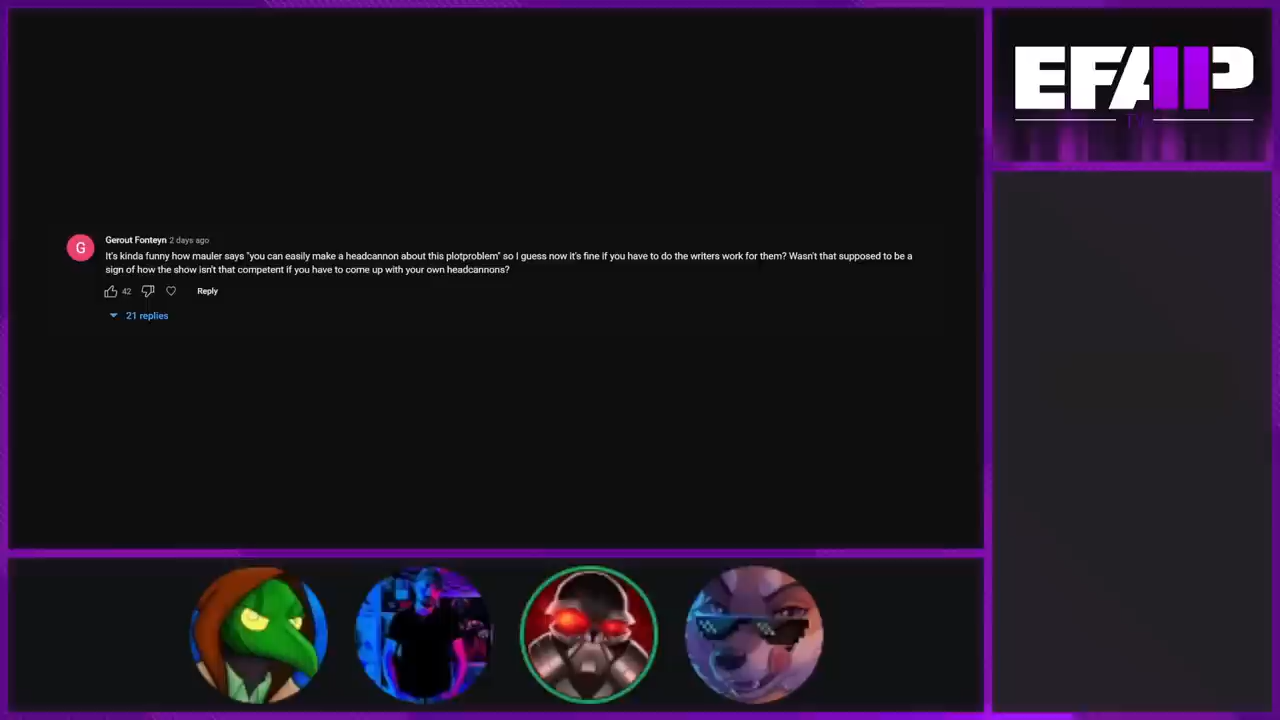 EFAP
TV
G
Gerout Fonteyn 2 days ago
It's kinda funny how mauler says "you can easily make a headcannon about this plotproblem" so I guess now it's fine if you have to do the writers work for them? Wasn't that supposed to be a
sign of how the show isn't that competent if you have to come up with your own headcannons?
42 Reply
21 replies